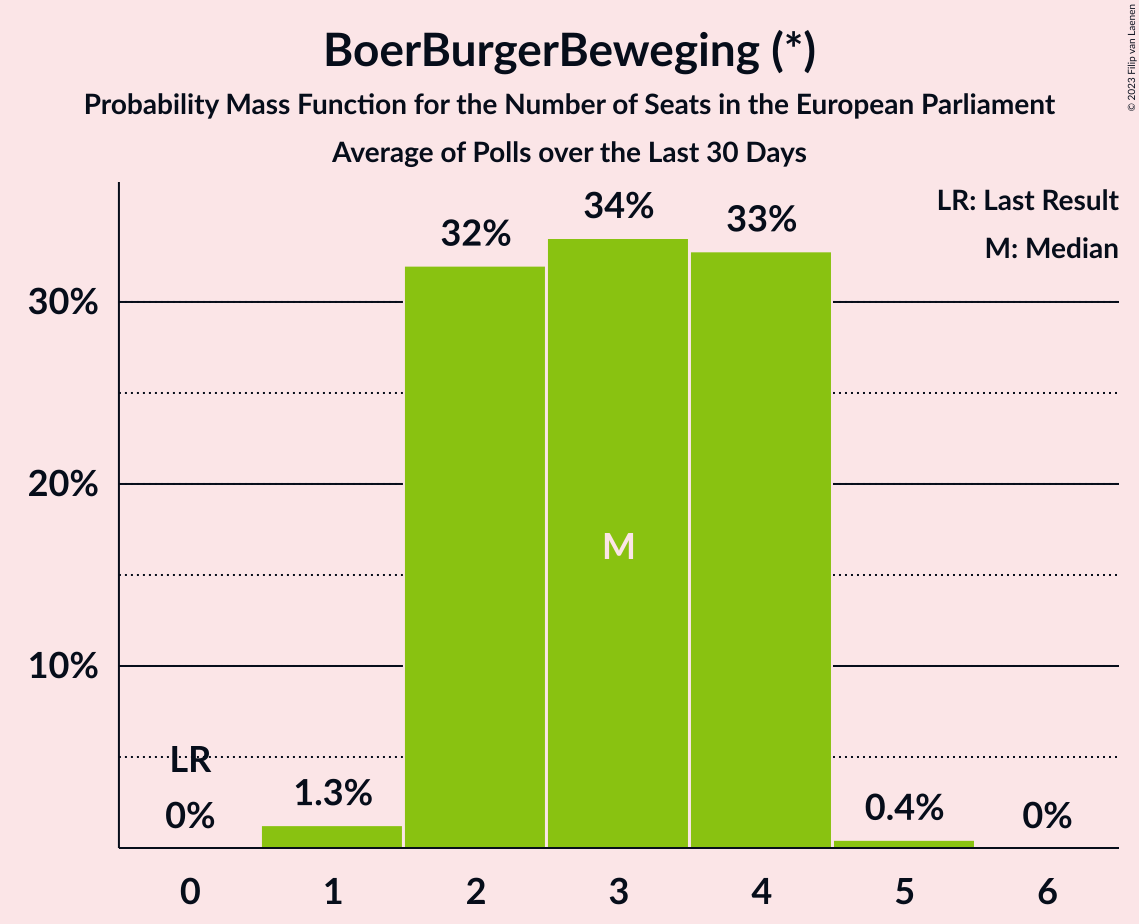 BoerBurgerBeweging (*)
Probability Mass Function for the Number of Seats in the European Parliament
Average of Polls over the Last 30 Days
© 2023 Filip van Laenen
LR: Last Result
M: Median
34%
33%
32%
30%
20%
M
10%
LR
1.3%
0%
0.4%
0%
0 1 2 3 4 5 6